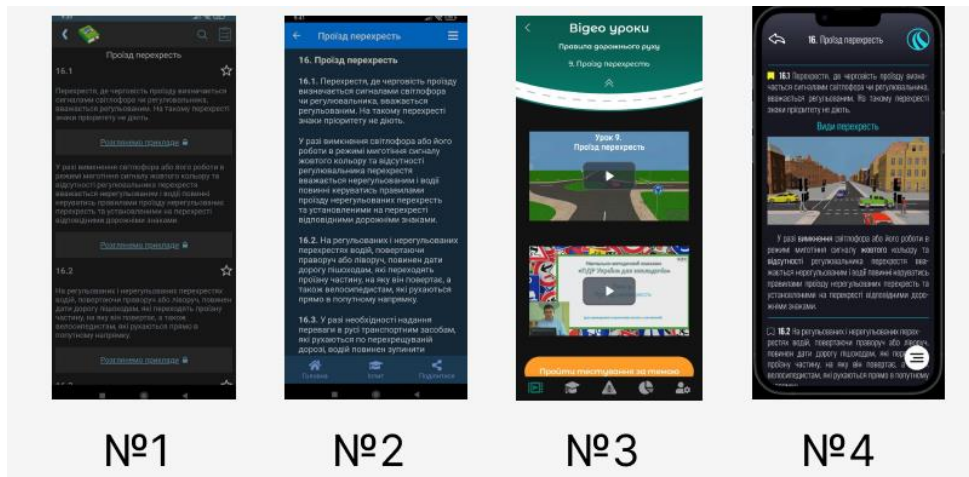 Проїзд перехресть
16.1
Перехрестя, де черговість проїзду визначається
сигналами світлофора чи регулювальника,
вважається регульованим. На такому перехресті
знаки пріоритету не діють.
Розглянемо приклади
У разі вимкнення світлофора або його роботи в
режимі миготіння сигналу жовтого кольору та
відсутності регулювальника перехрестя
вважається нерегульованим і водії повинні
керуватись правилами проїзду нерегульованих
перехресть та установленими на перехресті
відповідними дорожніми знаками.
Розглянемо приклади
16.2
На регульованих і нерегульованих перехрестях
водій, повертаючи праворуч або ліворуч, повинен
дати дорогу пішоходам, які переходять проїзну
частину, на яку він повертає, а також
велосипедистам, які рухаються прямо в
попутному напрямку.
Розглянемо приклади
№1
9:41
Проїзд перехресть
16. Проїзд перехресть
16.1. Перехрестя, де черговість проїзду
визначається сигналами світлофора
чи регулювальника, вважається
регульованим. На такому перехресті
знаки пріоритету не діють.
У разі вимкнення світлофора або його
роботи в режимі миготіння сигналу
жовтого кольору та відсутності
регулювальника перехрестя
вважається нерегульованим і водії
повинні керуватись правилами
проїзду нерегульованих перехресть
та установленими на перехресті
відповідними дорожніми знаками.
16.2. На регульованих і нерегульованих
перехрестях водій, повертаючи
праворуч або ліворуч, повинен дати
дорогу пішоходам, які переходять
проїзну частину, на яку він повертає, а
також велосипедистам, які рухаються
прямо в попутному напрямку.
16.3. У разі необхідності надання
переваги в русі транспортним засобам,
які рухаються по перехрещуваній
дорозі, водій повинен зупинити
Головна
Іспит
Поділитися
№2
Відео уроки
Правила дорожнього руху
9. Проїзд перехресть
Урок 9.
Проїзд перехресть
«ПДР України для викладачів»
Пройти тестування за темою
№3
16. Проїзд перехресть
16.1 Перехрестя, де черговість проїзду визна-
чається сигналами світлофора чи регулювальника,
вважається регульованим. На такому перехресті
знаки пріоритету не діють.
Види перехресть
У разі вимкнення світлофора або його роботи в
режимі миготіння сигналу жовтого кольору та
відсутності регулювальника перехрестя вва-
жається нерегульованим і водії повинні керуватись
правилами проїзду нерегульованих перехресть та
установленими на перехресті відповідними доро-
жніми знаками.
16.2 На регульованих і нерегульованих перех-
рестях водій, повертаючи праворуч або ліворуч,
повинен дати дорогу пішоходам, які
проїзну частину, на яку він повертає, а
велосипедистам, які рухаються прямо в попутному
№4